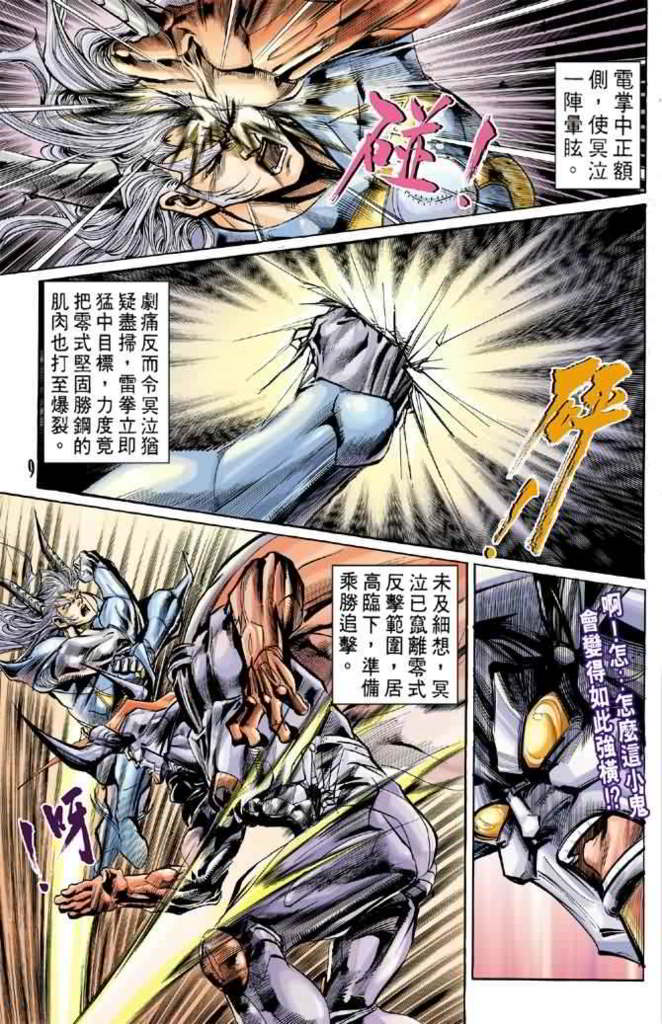 電掌中正額
側，使冥泣
一陣暈眩。
碰！
劇痛反而令冥泣猶
疑盡掃，雷拳立即
猛中目標，力度竟
把零式堅固勝鋼的
肌肉也打至爆裂。
砰！
9
啊！怎…怎麼這小鬼
會變得如此強橫!?
未及細想，冥
泣已竄離零式
反擊範圍，居
高臨下，準備
乘勝追擊。
呀！